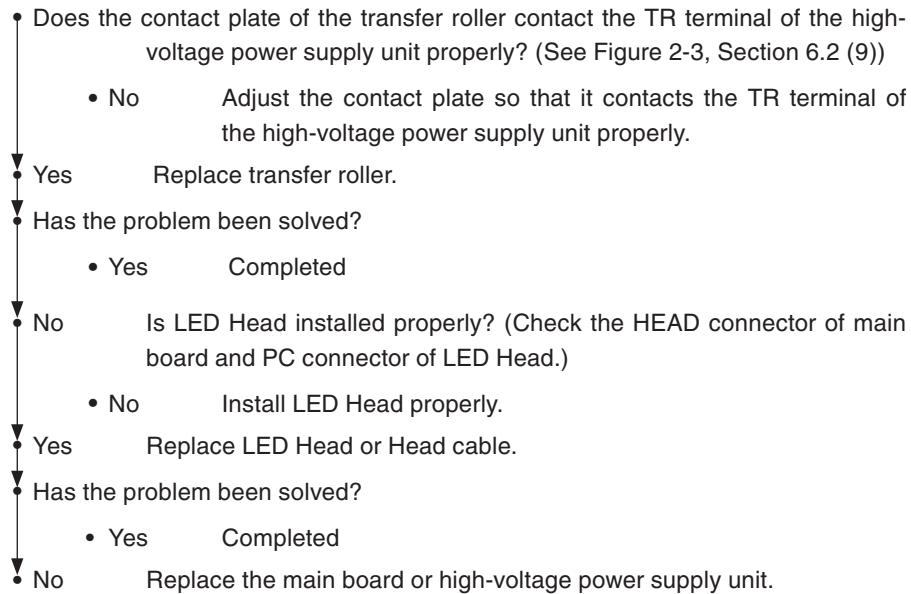 • Does the contact plate of the transfer roller contact the TR terminal of the high-
voltage power supply unit properly? (See Figure 2-3, Section 6.2 (9))
• No Adjust the contact plate so that it contacts the TR terminal of
the high-voltage power supply unit properly.
• Yes Replace transfer roller.
• Has the problem been solved?
• Yes Completed
• No Is LED Head installed properly? (Check the HEAD connector of main
board and PC connector of LED Head.)
• No Install LED Head properly.
• Yes Replace LED Head or Head cable.
• Has the problem been solved?
• Yes Completed
• No Replace the main board or high-voltage power supply unit.